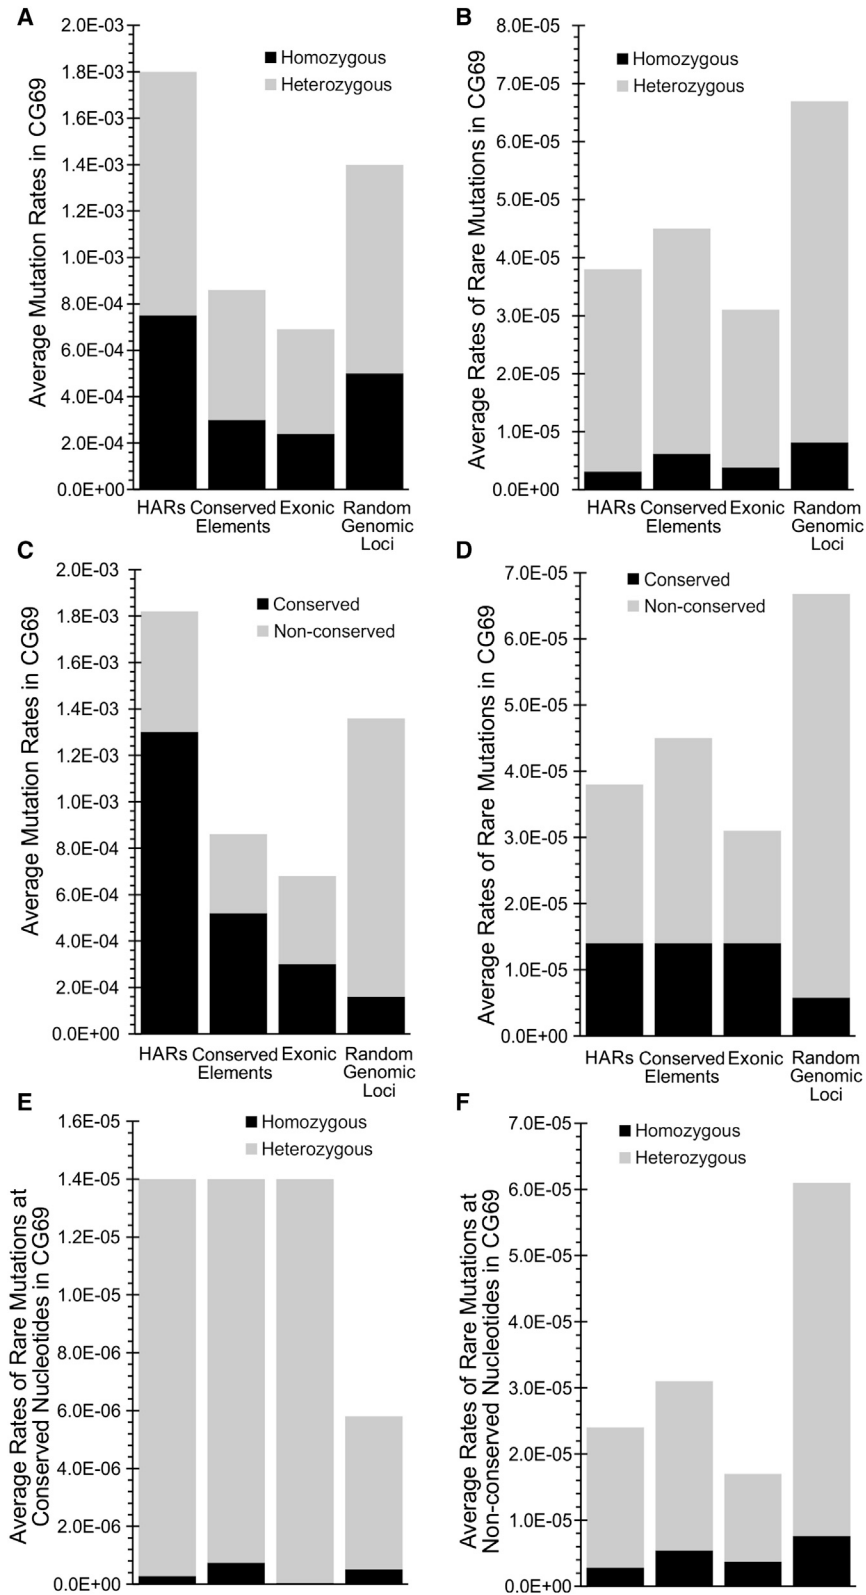 A
Average Mutation Rates in CG69
2.0E-03
1.8E-03
1.6E-03
1.4E-03
1.2E-03
1.0E-03
8.0E-04
6.0E-04
4.0E-04
2.0E-04
0.0E+00
Homozygous
Heterozygous
HARs Conserved Elements Exonic Random Genomic Loci
B
Average Rates of Rare Mutations in CG69
8.0E-05
7.0E-05
6.0E-05
5.0E-05
4.0E-05
3.0E-05
2.0E-05
1.0E-05
0.0E+00
Homozygous
Heterozygous
HARs Conserved Elements Exonic Random Genomic Loci
C
Average Mutation Rates in CG69
2.0E-03
1.8E-03
1.6E-03
1.4E-03
1.2E-03
1.0E-03
8.0E-04
6.0E-04
4.0E-04
2.0E-04
0.0E+00
Conserved
Non-conserved
HARs Conserved Elements Exonic Random Genomic Loci
D
Average Rates of Rare Mutations in CG69
7.0E-05
6.0E-05
5.0E-05
4.0E-05
3.0E-05
2.0E-05
1.0E-05
0.0E+00
Conserved
Non-conserved
HARs Conserved Elements Exonic Random Genomic Loci
E
Average Rates of Rare Mutations at
Conserved Nucleotides in CG69
1.6E-05
1.4E-05
1.2E-05
1.0E-05
8.0E-06
6.0E-06
4.0E-06
2.0E-06
0.0E+00
Homozygous
Heterozygous
F
Average Rates of Rare Mutations at
Non-conserved Nucleotides in CG69
7.0E-05
6.0E-05
5.0E-05
4.0E-05
3.0E-05
2.0E-05
1.0E-05
0.0E+00
Homozygous
Heterozygous